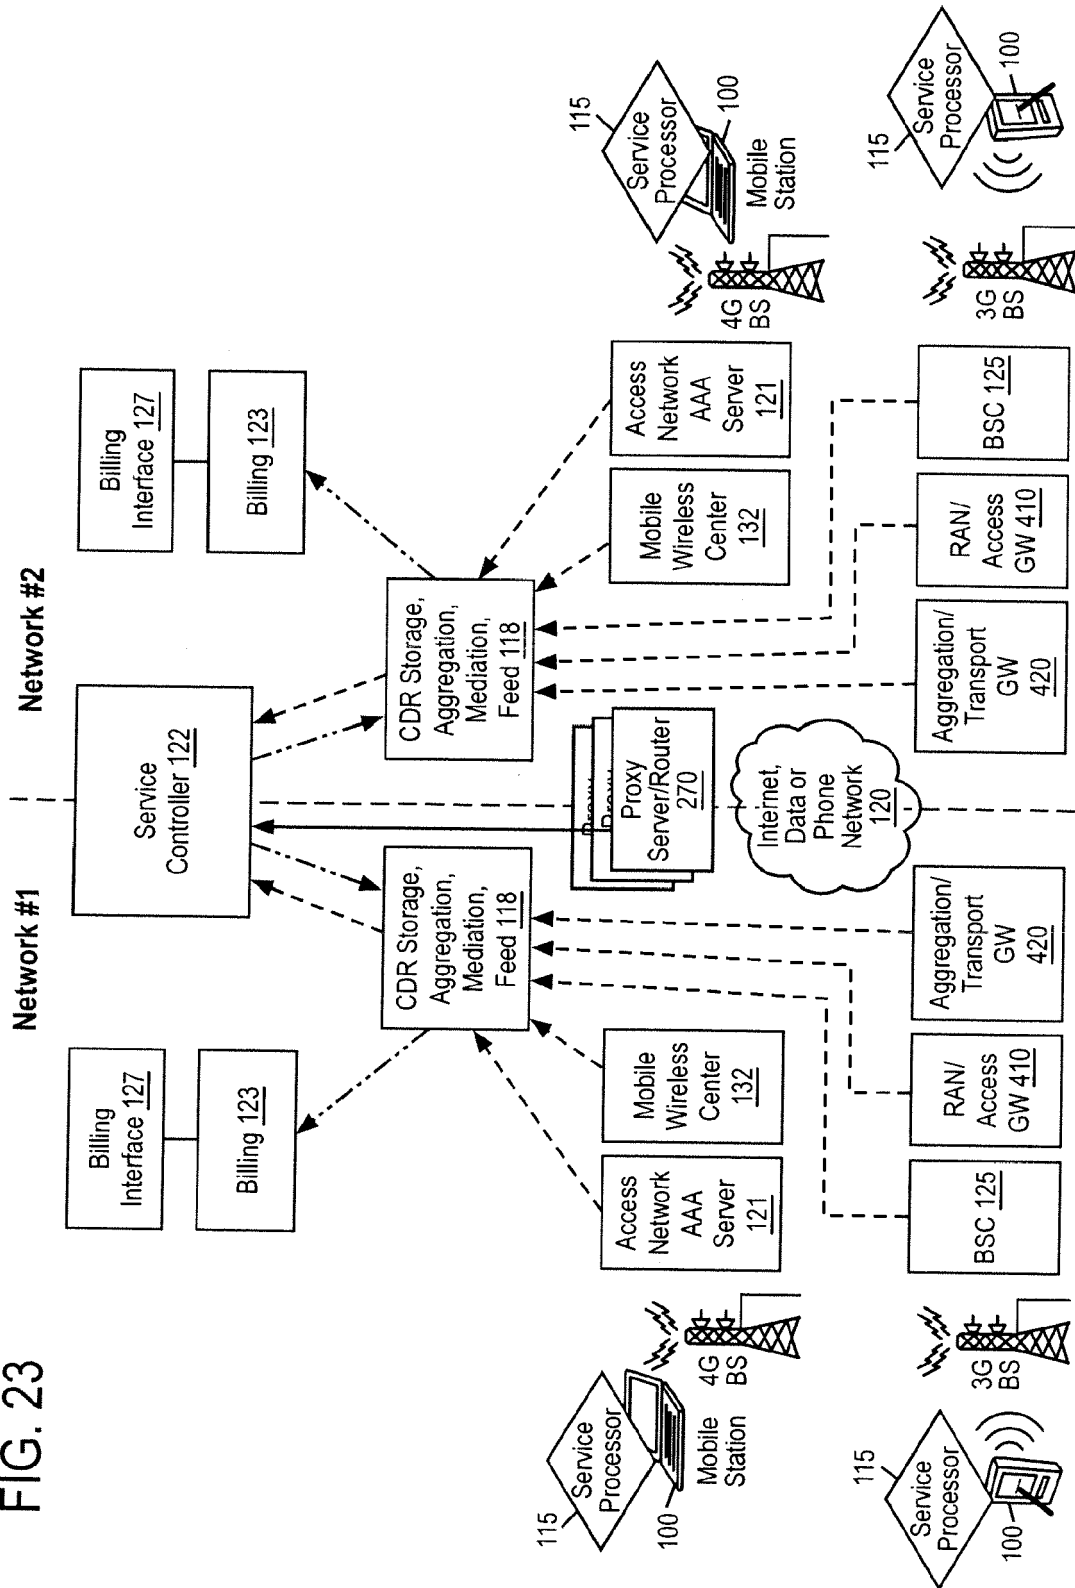 FIG. 23
Network #1
Network #2
Billing
Interface 127
Billing 123
Service
Controller 122
Billing
Interface 127
Billing 123
CDR Storage,
Aggregation,
Mediation,
Feed 118
CDR Storage,
Aggregation,
Mediation,
Feed 118
115
Service
Processor
100
Mobile
Station
4G
BS
Access
Network
AAA
Server
121
Mobile
Wireless
Center
132
Proxy
Proxy
Proxy
Server/Router
270
Mobile
Wireless
Center
132
Access
Network
AAA
Server
121
4G
BS
115
Service
Processor
100
Mobile
Station
Internet,
Data or
Phone
Network
120
115
Service
Processor
100
3G
BS
BSC 125
RAN/
Access
GW 410
Aggregation/
Transport
GW
420
Aggregation/
Transport
GW
420
RAN/
Access
GW 410
BSC 125
3G
BS
115
Service
Processor
100